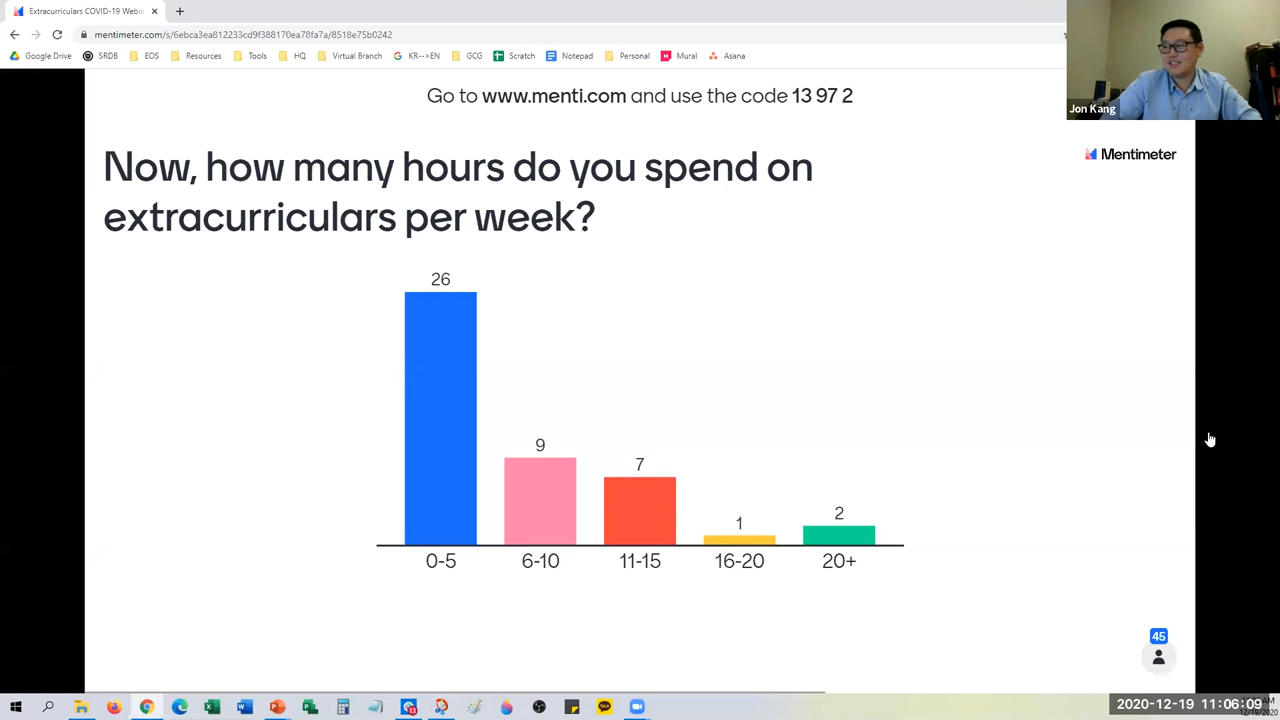 Extracurriculars COVID-19 Webin
mentimeter.com/s/6ebca3ea812233cd9f388170ea78fa7a/8518e75b0242
Google Drive SRDB EOS Resources Tools HQ Virtual Branch KR-->EN GCC Scratch Notepad Personal Mural Asana
Jon Kang
Go to www.menti.com and use the code 13 97 2
Mentimeter
Now, how many hours do you spend on
extracurriculars per week?
26
9
7
1
2
0-5 6-10 11-15 16-20 20+
45
2020-12-19 11:06:09